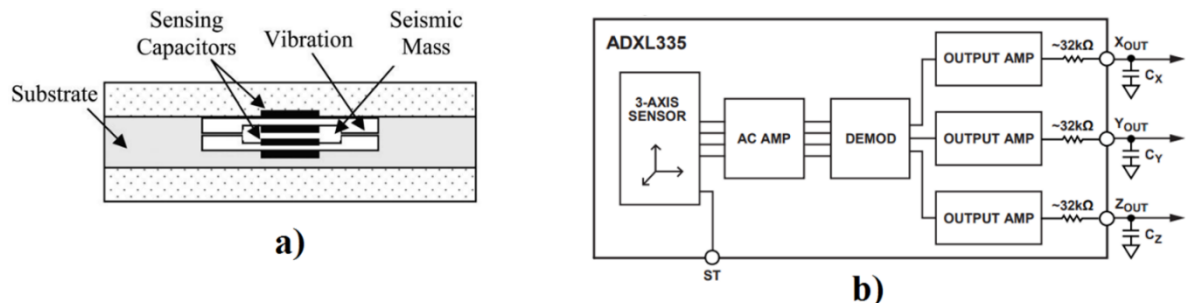 Sensing
Capacitors
Vibration
Seismic
Mass
Substrate
a)
ADXL335
3-AXIS
SENSOR
AC AMP
DEMOD
OUTPUT AMP
~32kΩ
XOUT
CX
OUTPUT AMP
~32kΩ
YOUT
CY
OUTPUT AMP
~32kΩ
ZOUT
CZ
ST
b)